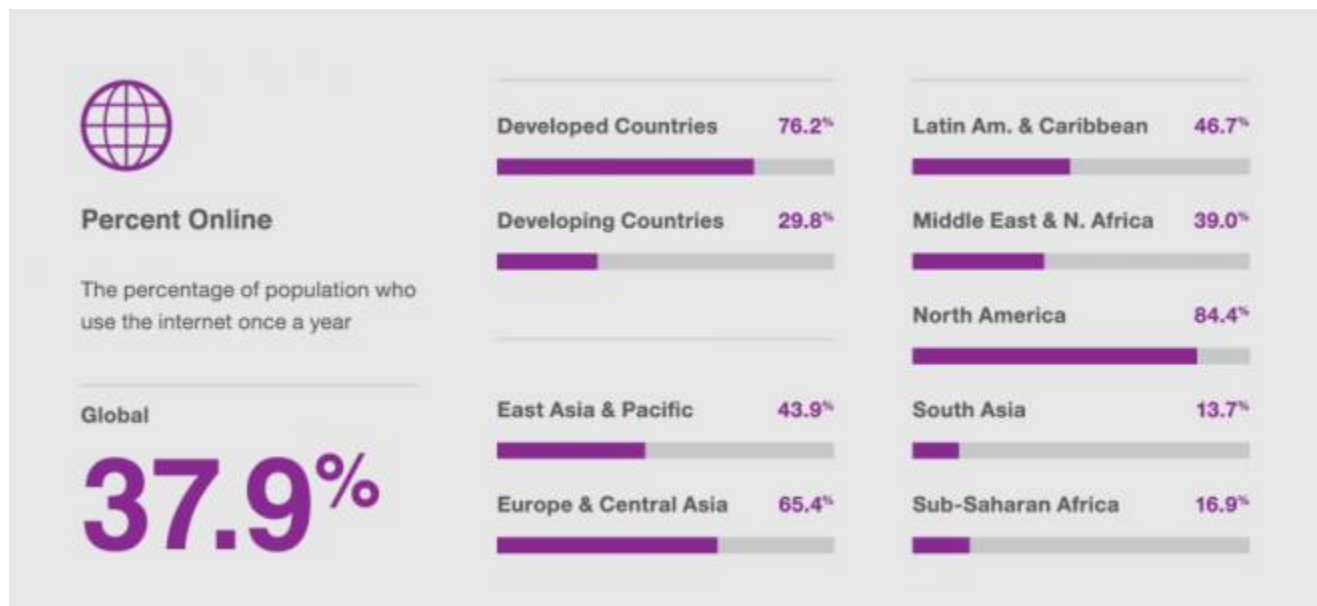 Percent Online
The percentage of population who
use the internet once a year
Global
37.9%
Developed Countries 76.2%
Developing Countries 29.8%
East Asia & Pacific 43.9%
Europe & Central Asia 65.4%
Latin Am. & Caribbean 46.7%
Middle East & N. Africa 39.0%
North America 84.4%
South Asia 13.7%
Sub-Saharan Africa 16.9%